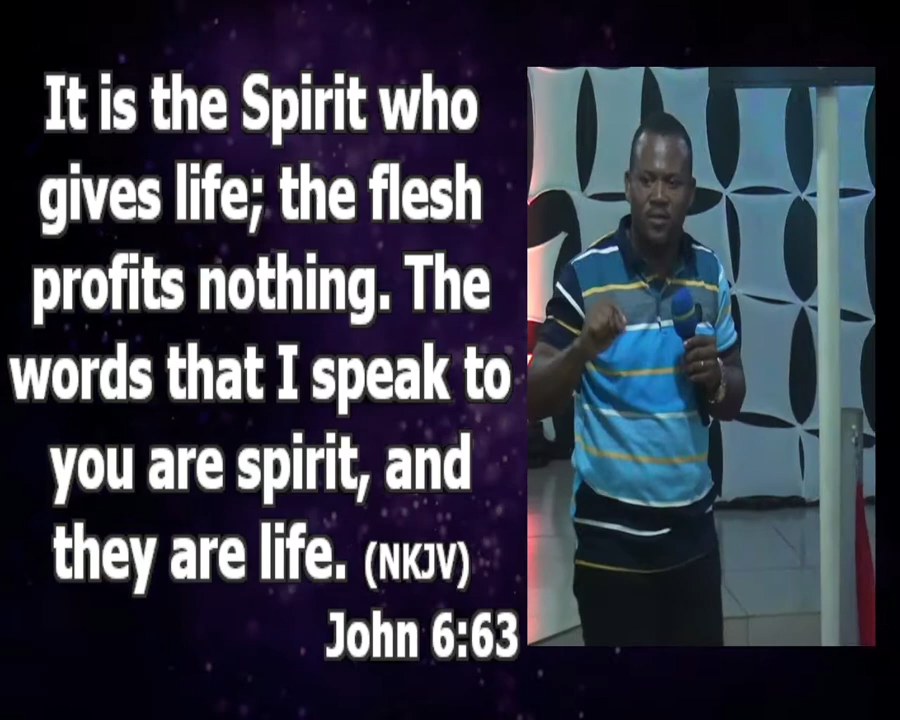 It is the Spirit who
gives life; the flesh
profits nothing. The
words that I speak to
you are spirit, and
they are life. (NKJV)
John 6:63